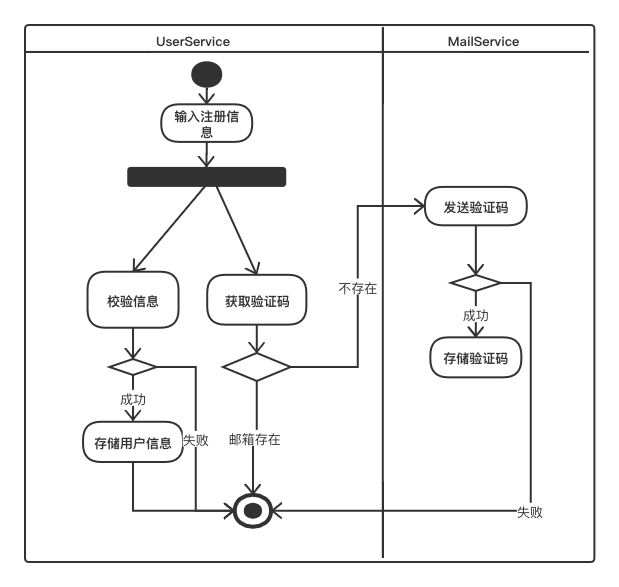 UserService
MailService
输入注册信
息
发送验证码
不存在
校验信息
获取验证码
成功
成功
存储验证码
存储用户信息
失败
邮箱存在
失败